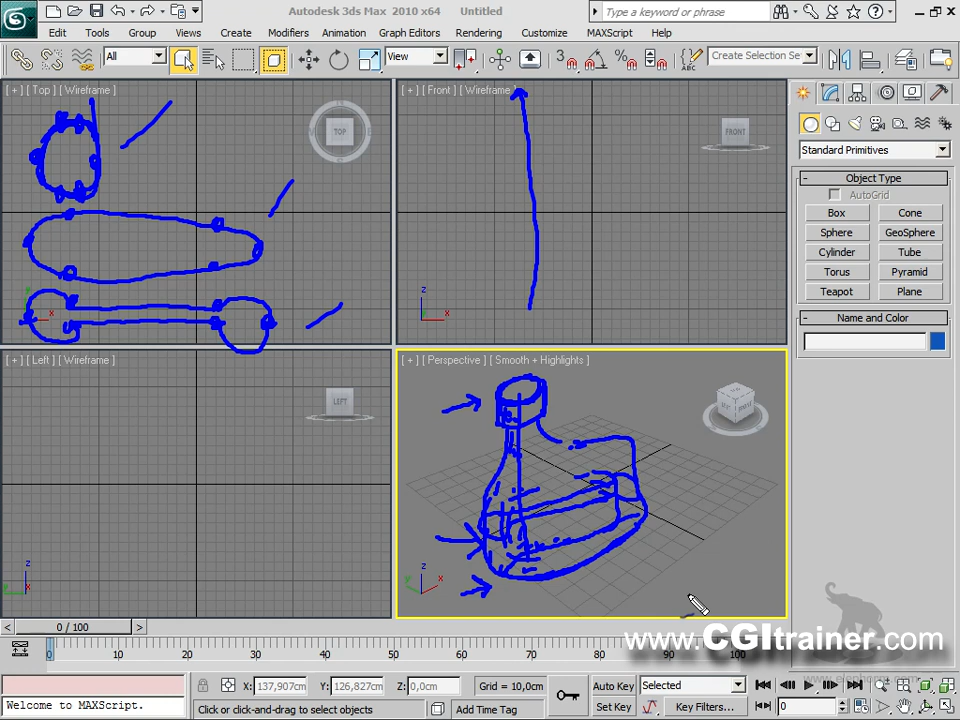 Autodesk 3ds Max 2010 x64 Untitled
Type a keyword or phrase
Edit Tools Group Views Create Modifiers Animation Graph Editors Rendering Customize MAXScript Help
All View 3 Create Selection Se
[ + ] [ Top ] [ Wireframe ]
[ + ] [ Front ] [ Wireframe ]
TOP
FRONT
Standard Primitives
Object Type
AutoGrid
Box Cone
Sphere GeoSphere
Cylinder Tube
Torus Pyramid
Teapot Plane
Name and Color
x
z
x
[ + ] [ Left ] [ Wireframe ]
[ + ] [ Perspective ] [ Smooth + Highlights ]
LEFT
z
y
z
y
x
0 / 100
www.CGItrainer.com
0 10 20 30 40 50 60 70 80 90 100
X: 137,907cm Y: 126,827cm Z: 0,0cm Grid = 10,0cm Auto Key Selected
Welcome to MAXScript. Click or click-and-drag to select objects Add Time Tag Set Key Key Filters... 0